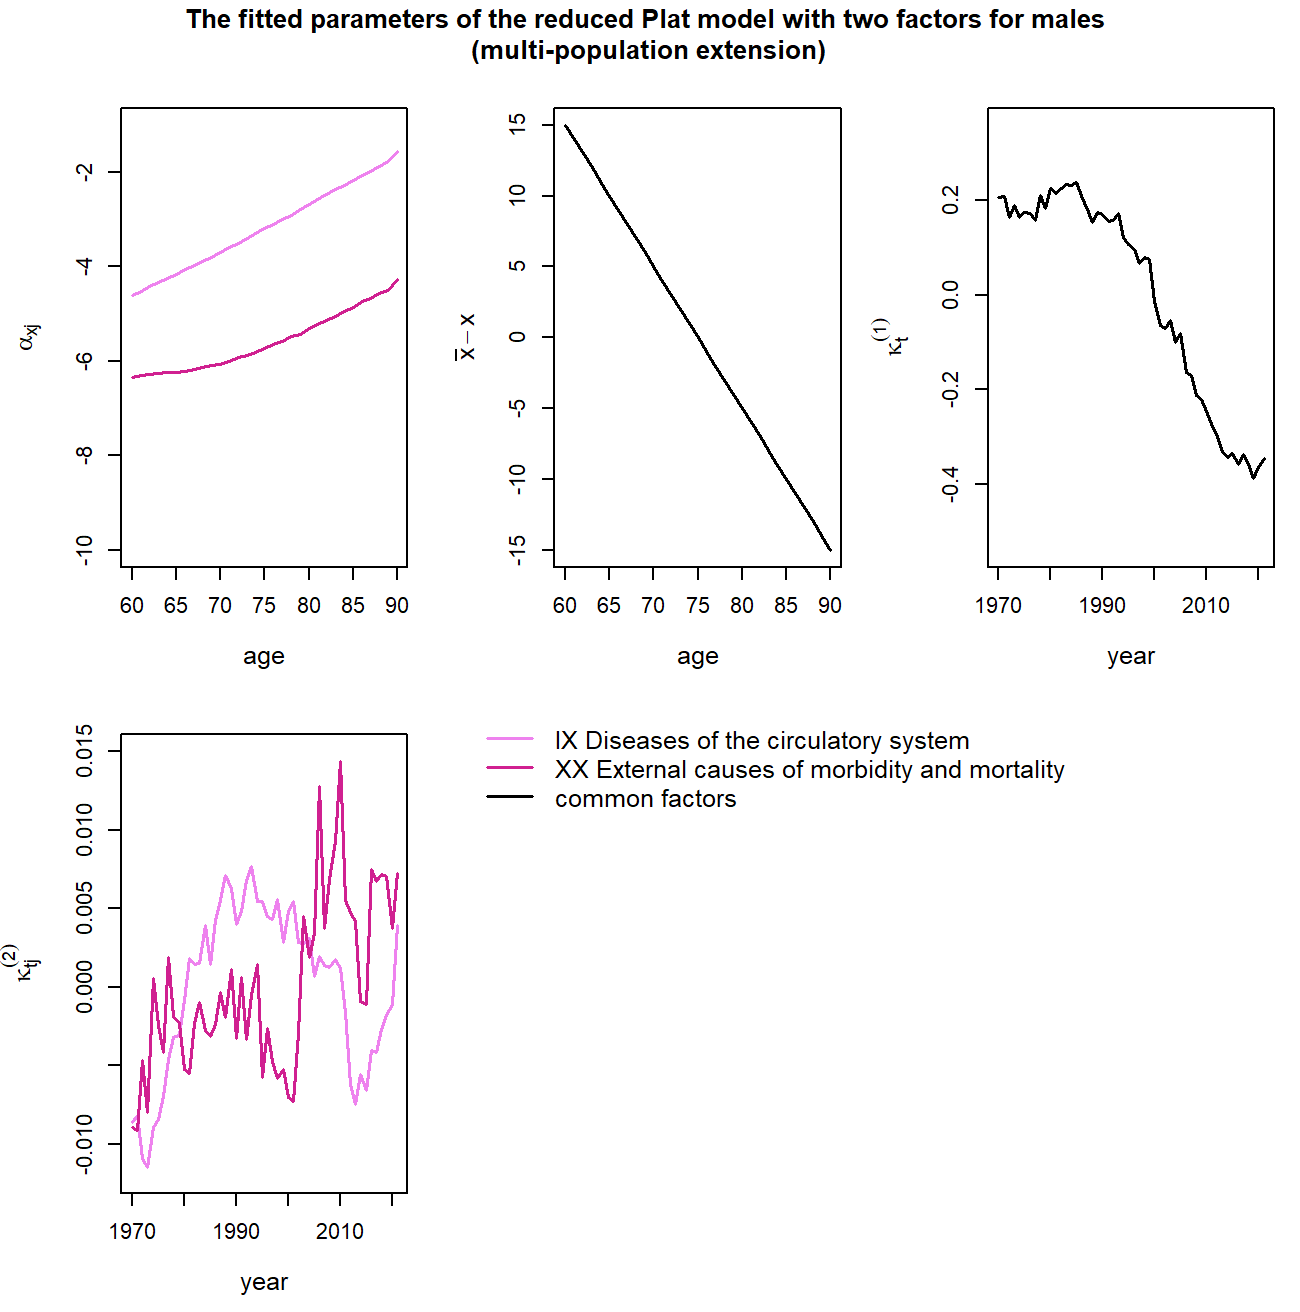 The fitted parameters of the reduced Plat model with two factors for males
(multi-population extension)
αxj
-2
-4
-6
-8
-10
60 65 70 75 80 85 90
age
x̅ − x
15
10
5
0
-5
-10
-15
60 65 70 75 80 85 90
age
κt(1)
0.2
0.0
-0.2
-0.4
1970 1990 2010
year
κtj(2)
0.015
0.010
0.005
0.000
-0.010
1970 1990 2010
year
IX Diseases of the circulatory system
XX External causes of morbidity and mortality
common factors